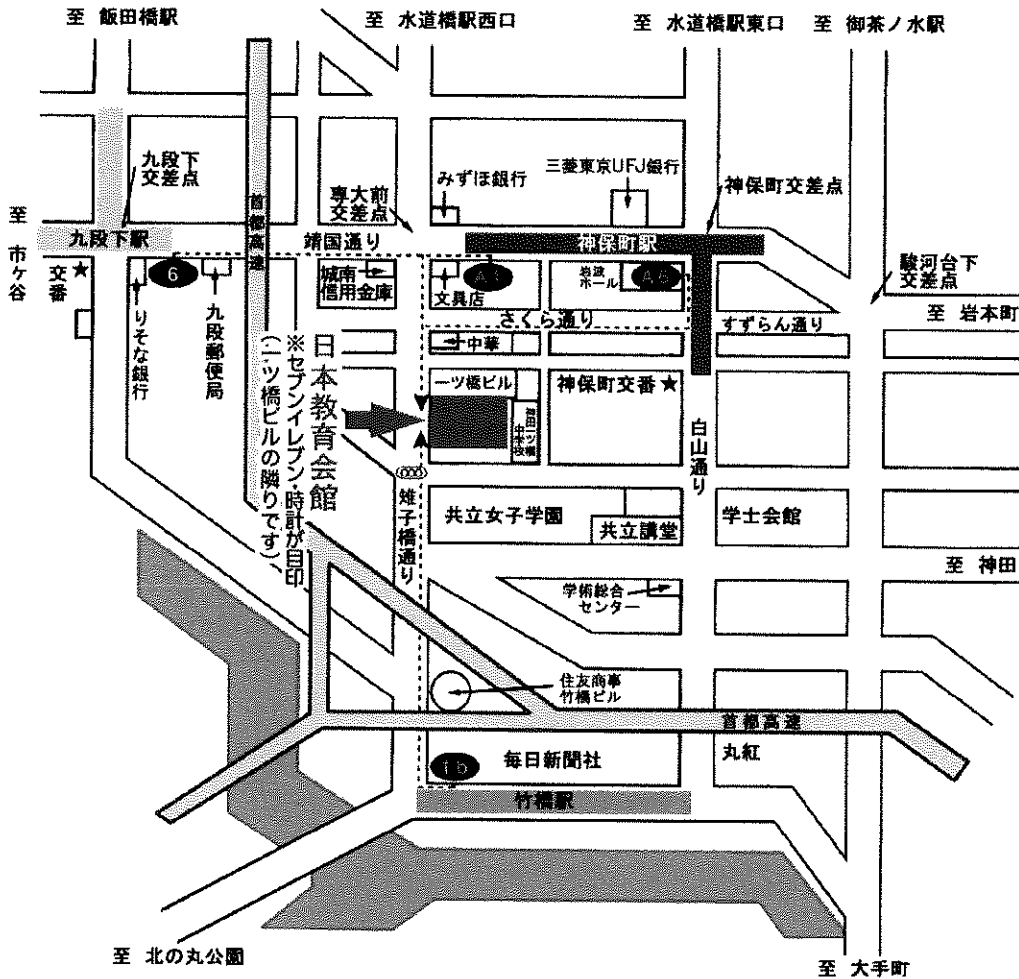 至 飯田橋駅
至 水道橋駅西口
至 水道橋駅東口
至 御茶ノ水駅
九段下
交差点
首都高速
専大前
交差点
みずほ銀行
三菱東京UFJ銀行
神保町交差点
至 市ヶ谷
九段下駅
靖国通り
神保町駅
駿河台下
交差点
交番★
6
りそな銀行
九段郵便局
城南
信用金庫
文具店
岩波
ホール
さくら通り
すずらん通り
至 岩本町
中華
日本教育会館
※セブンイレブン・時計が目印
(一ツ橋ビルの隣りです)
一ツ橋ビル
神田一ツ橋
中学校
神保町交番★
白山通り
雉子橋通り
共立女子学園
共立講堂
学士会館
至 神田
学術総合
センター
住友商事
竹橋ビル
首都高速
丸紅
1b
毎日新聞社
竹橋駅
至 北の丸公園
至 大手町